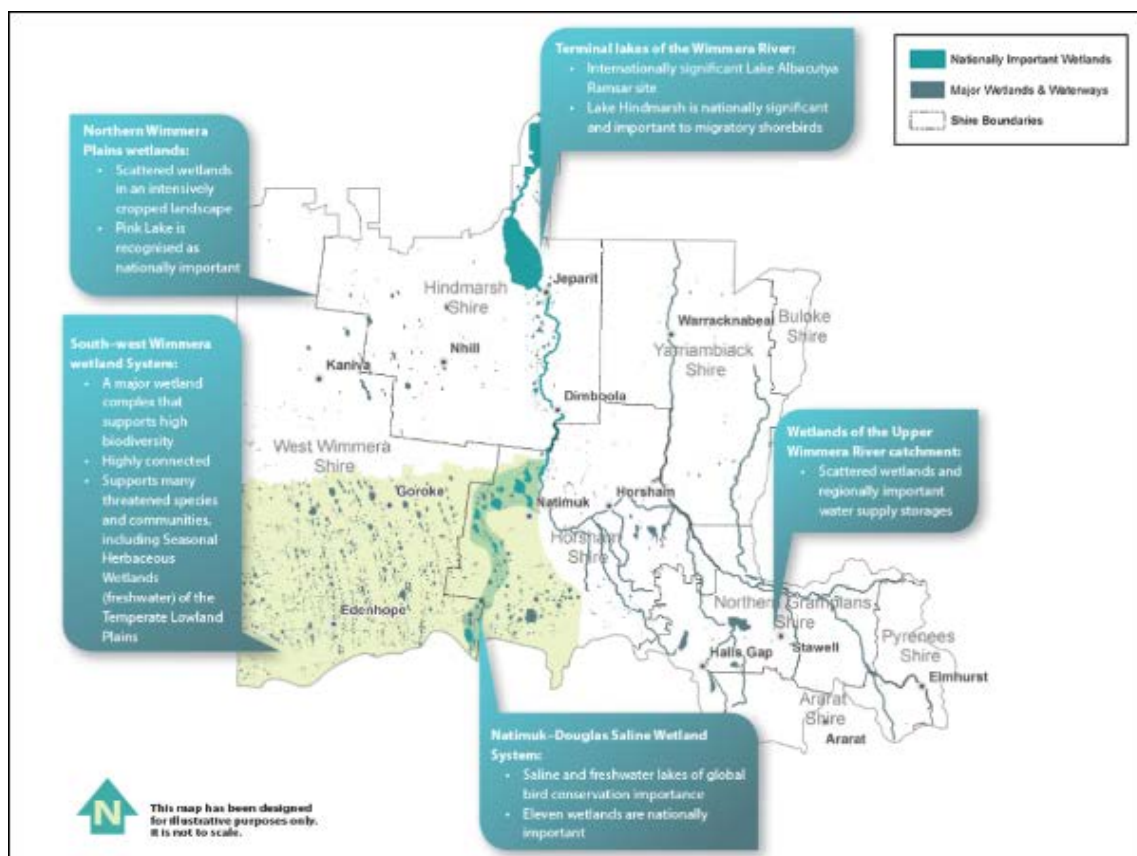 Terminal lakes of the Wimmera River:
• Internationally significant Lake Albacutya
Ramsar site
• Lake Hindmarsh is nationally significant
and important to migratory shorebirds
Nationally Important Wetlands
Major Wetlands & Waterways
Shire Boundaries
Northern Wimmera
Plains wetlands:
• Scattered wetlands
in an intensively
cropped landscape
• Pink Lake is
recognised as
nationally important
South-west Wimmera
wetland System:
• A major wetland
complex that
supports high
biodiversity
• Highly connected
• Supports many
threatened species
and communities,
including Seasonal
Herbaceous
Wetlands
(freshwater) of the
Temperate Lowland
Plains
Hindmarsh
Shire
Jeparit
Nhill
Kaniva
Warracknabeal
Buloke
Shire
Yarriambiack
Shire
Dimboola
West Wimmera
Shire
Goroke
Natimuk
Horsham
Horsham
Shire
Edenhope
Wetlands of the Upper
Wimmera River catchment:
• Scattered wetlands and
regionally important
water supply storages
Northern Grampians
Shire
Stawell
Halls Gap
Pyrenees
Shire
Elmhurst
Ararat
Shire
Ararat
Natimuk–Douglas Saline Wetland
System:
• Saline and freshwater lakes of global
bird conservation importance
• Eleven wetlands are nationally
important
N
This map has been designed
for illustrative purposes only.
It is not to scale.